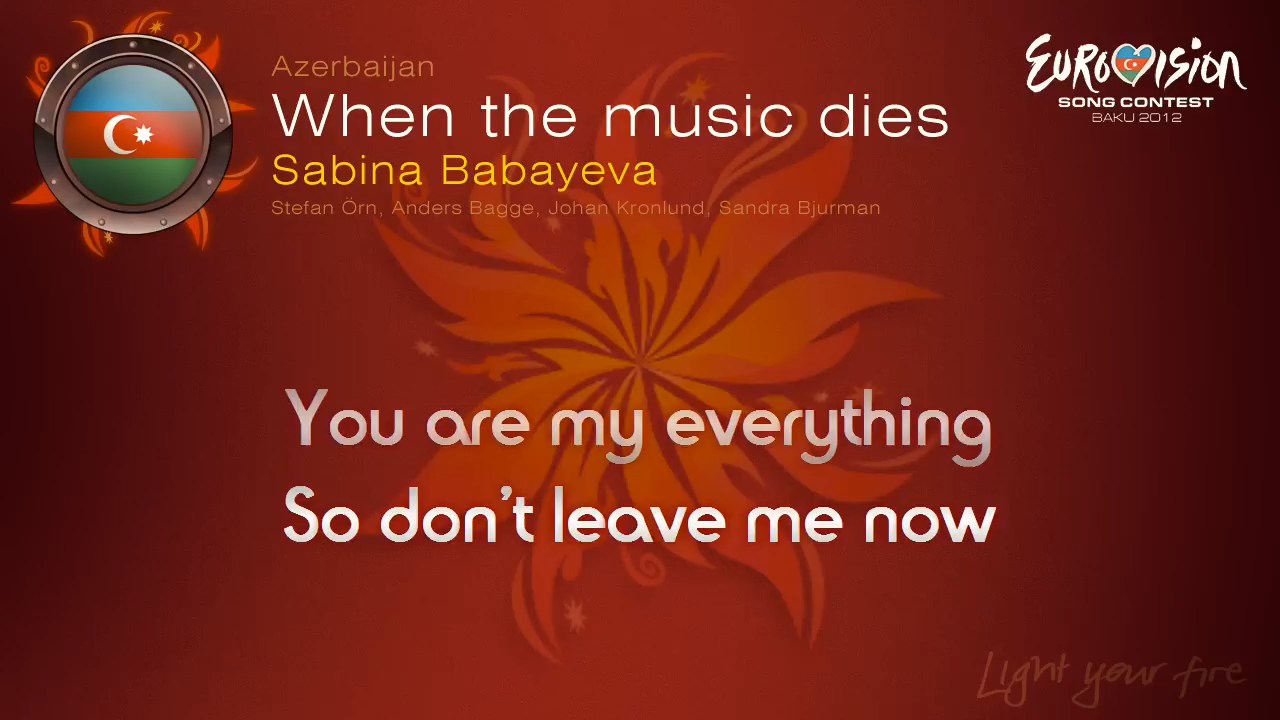 Azerbaijan
When the music dies
Sabina Babayeva
Stefan Örn, Anders Bagge, Johan Kronlund, Sandra Bjurman
EUROVISION
SONG CONTEST
BAKU 2012
You are my everything
So don't leave me now
Light your fire